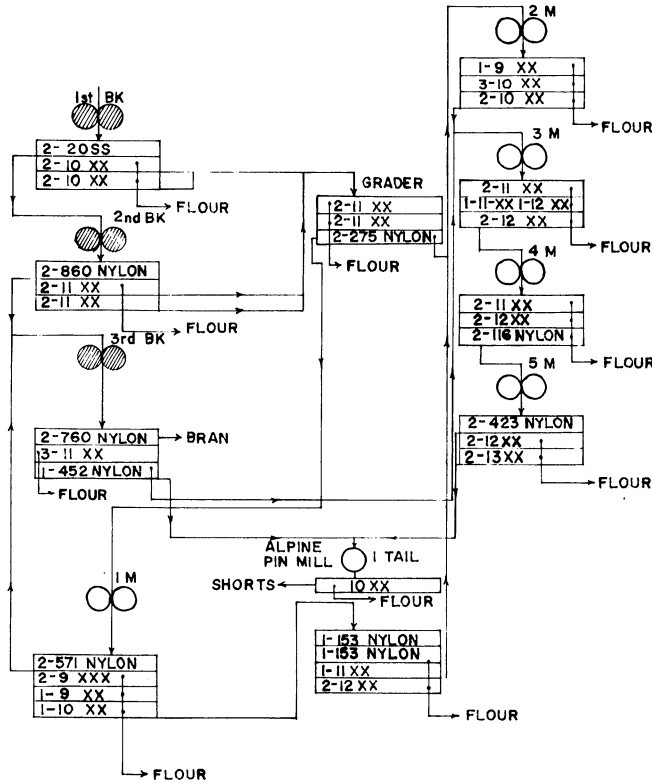 1st BK
2-20SS
2-10 XX
2-10 XX
FLOUR
2nd BK
2-860 NYLON
2-11 XX
2-11 XX
FLOUR
3rd BK
2-760 NYLON
BRAN
3-11 XX
1-452 NYLON
FLOUR
1 M
2-571 NYLON
2-9 XXX
1-9 XX
1-10 XX
FLOUR
GRADER
2-11 XX
2-11 XX
2-275 NYLON
FLOUR
ALPINE
PIN MILL
1 TAIL
SHORTS
10 XX
FLOUR
1-153 NYLON
1-153 NYLON
1-11 XX
2-12 XX
FLOUR
2 M
1-9 XX
3-10 XX
2-10 XX
FLOUR
3 M
2-11 XX
1-11-XX 1-12 XX
2-12 XX
FLOUR
4 M
2-11 XX
2-12 XX
2-116 NYLON
FLOUR
5 M
2-423 NYLON
2-12 XX
2-13 XX
FLOUR